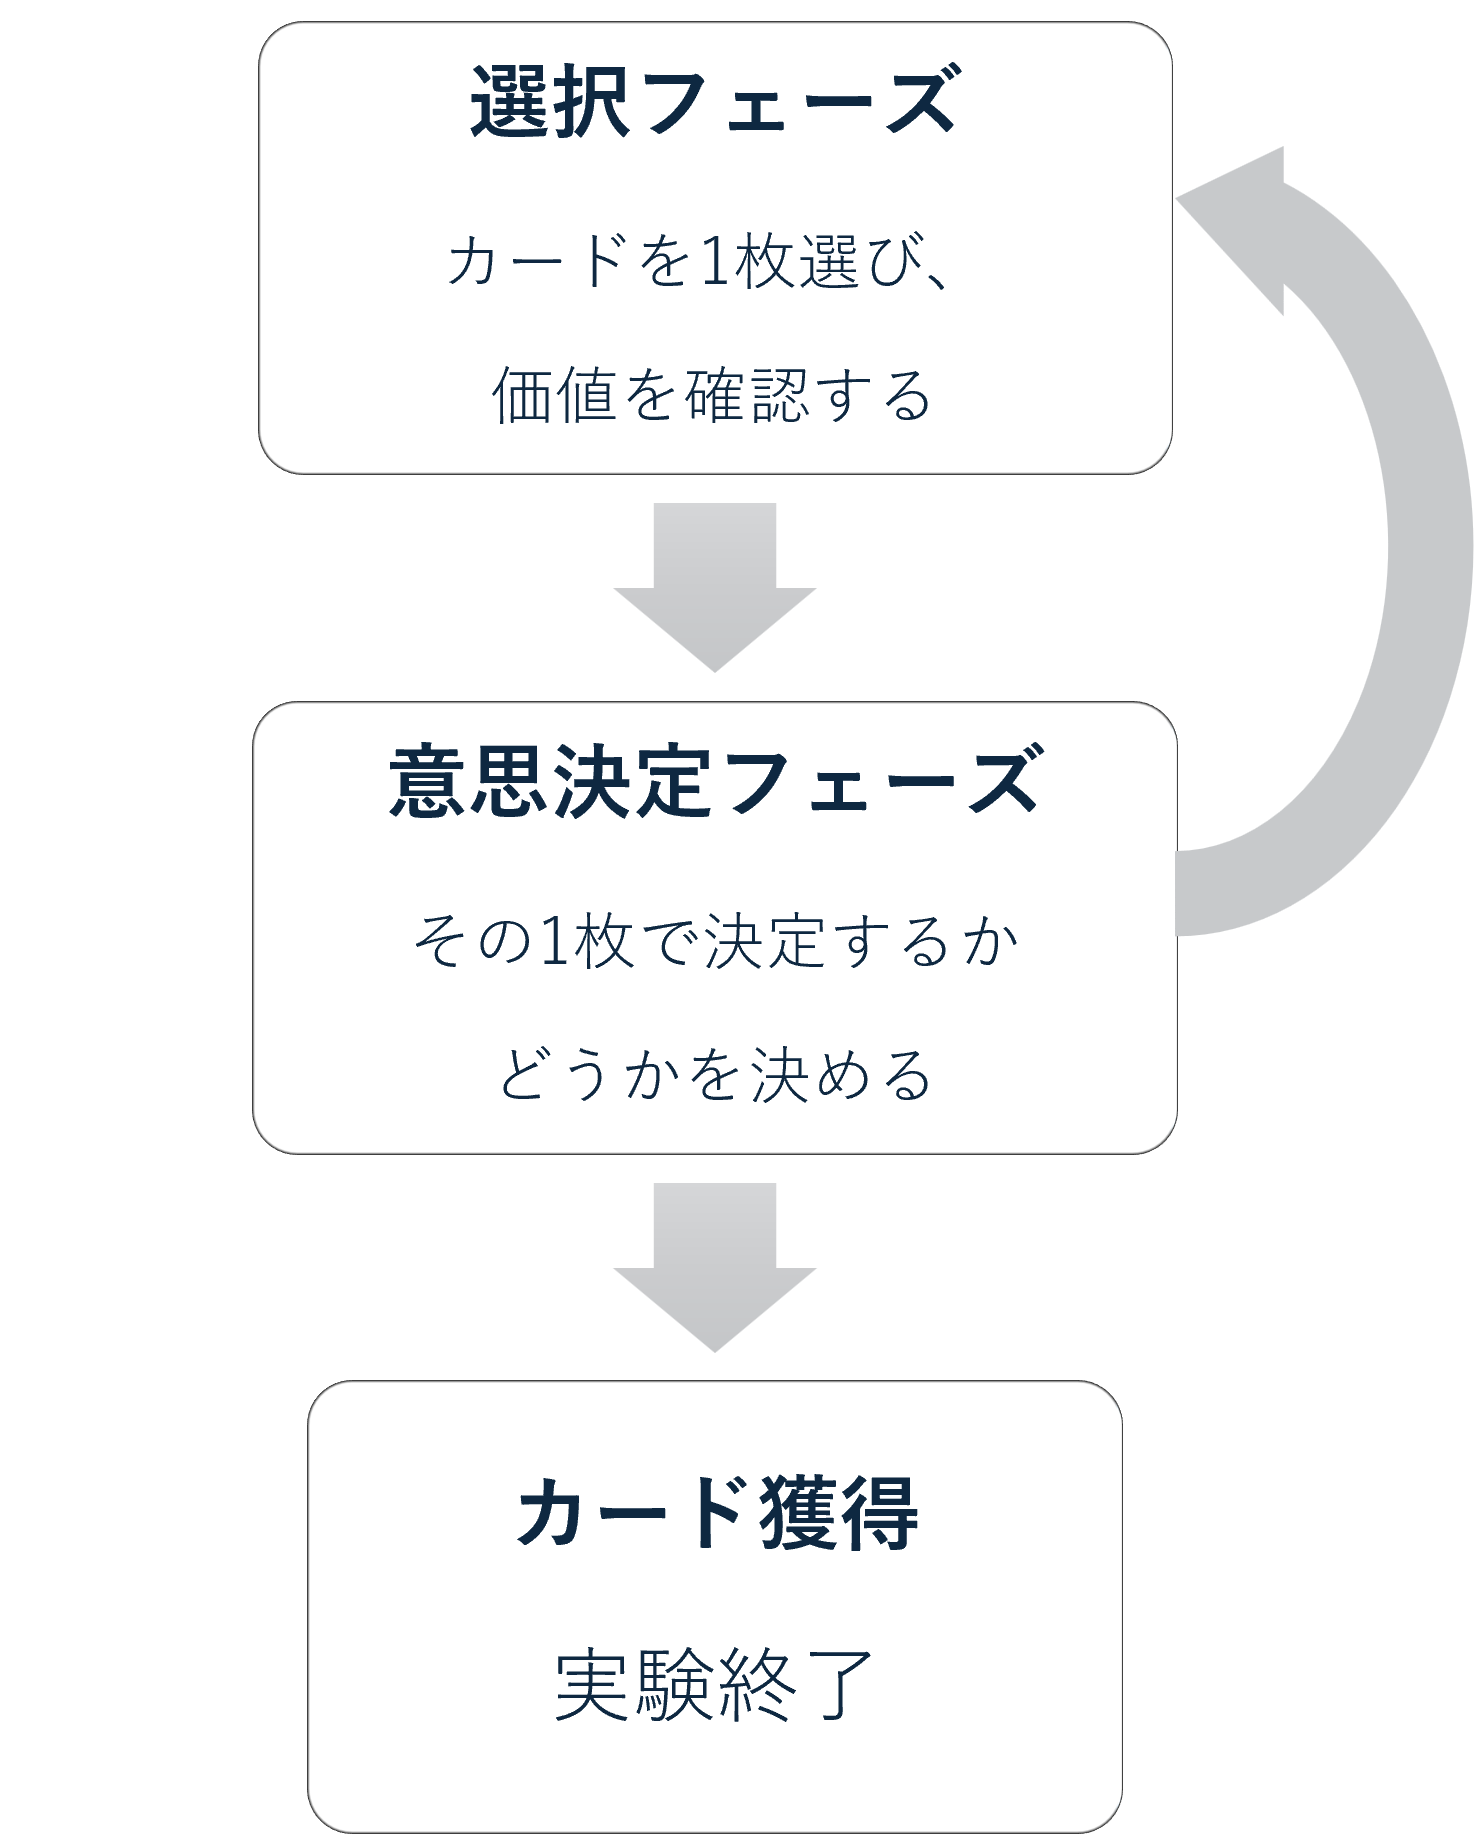 選択フェーズ
カードを1枚選び、
価値を確認する
意思決定フェーズ
その1枚で決定するか
どうかを決める
カード獲得
実験終了